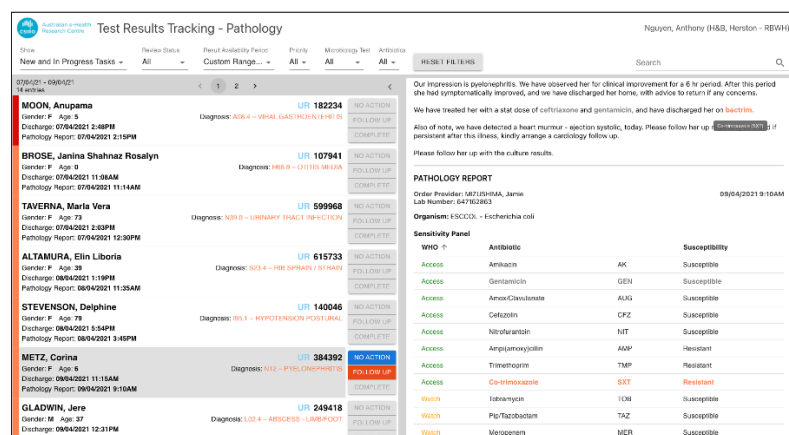 CSIRO
Australian e-Health
Research Centre
Test Results Tracking - Pathology
Nguyen, Anthony (H&B, Herston - RBWH)
Show
New and In Progress Tasks
Review Status
All
Result Availability Period
Custom Range...
Priority
All
Microbiology Test
All
Antibiotics
All
RESET FILTERS
Search
07/04/21 - 09/04/21
14 entries
1 2
MOON, Anupama
UR 182234
Gender: F Age: 5
Diagnosis: A08.4 – VIRAL GASTROENTERITIS
Discharge: 07/04/2021 2:48PM
Pathology Report: 07/04/2021 2:15PM
NO ACTION
FOLLOW UP
COMPLETE
BROSE, Janina Shahnaz Rosalyn
UR 107941
Gender: F Age: 0
Diagnosis: H66.9 – OTITIS MEDIA
Discharge: 07/04/2021 11:08AM
Pathology Report: 07/04/2021 11:14AM
NO ACTION
FOLLOW UP
COMPLETE
TAVERNA, Marla Vera
UR 599968
Gender: F Age: 73
Diagnosis: N39.0 – URINARY TRACT INFECTION
Discharge: 07/04/2021 2:03PM
Pathology Report: 07/04/2021 12:30PM
NO ACTION
FOLLOW UP
COMPLETE
ALTAMURA, Elin Liboria
UR 615733
Gender: F Age: 39
Diagnosis: S23.4 – RIB SPRAIN / STRAIN
Discharge: 08/04/2021 1:19PM
Pathology Report: 08/04/2021 11:35AM
NO ACTION
FOLLOW UP
COMPLETE
STEVENSON, Delphine
UR 140046
Gender: F Age: 79
Diagnosis: I95.1 – HYPOTENSION POSTURAL
Discharge: 08/04/2021 5:54PM
Pathology Report: 08/04/2021 3:45PM
NO ACTION
FOLLOW UP
COMPLETE
METZ, Corina
UR 384392
Gender: F Age: 6
Diagnosis: N12 – PYELONEPHRITIS
Discharge: 09/04/2021 11:15AM
Pathology Report: 09/04/2021 9:10AM
NO ACTION
FOLLOW UP
COMPLETE
GLADWIN, Jere
UR 249418
Gender: M Age: 37
Diagnosis: L02.4 – ABSCESS - LIMB/FOOT
Discharge: 09/04/2021 12:31PM
NO ACTION
FOLLOW UP
Our impression is pyelonephritis. We have observed her for clinical improvement for a 6 hr period. After this period
she had symptomatically improved, and we have discharged her home, with advice to return if any concerns.
We have treated her with a stat dose of ceftriaxone and gentamicin, and have discharged her on bactrim.
Co-trimoxazole (SXT)
Also of note, we have detected a heart murmur - ejection systolic, today. Please follow her up if
persistent after this illness, kindly arrange a cardiology follow up.
Please follow her up with the culture results.
PATHOLOGY REPORT
Order Provider: MIZUSHIMA, Jamie
09/04/2021 9:10AM
Lab Number: 647162863
Organism: ESCCOL - Escherichia coli
Sensitivity Panel
WHO ↑ Antibiotic Susceptibility
Access Amikacin AK Susceptible
Access Gentamicin GEN Susceptible
Access Amox/Clavulanate AUG Susceptible
Access Cefazolin CFZ Susceptible
Access Nitrofurantoin NIT Susceptible
Access Ampi(amoxy)cillin AMP Resistant
Access Trimethoprim TMP Resistant
Access Co-trimoxazole SXT Resistant
Watch Tobramycin TOB Susceptible
Watch Pip/Tazobactam TAZ Susceptible
Watch Meropenem MER Susceptible